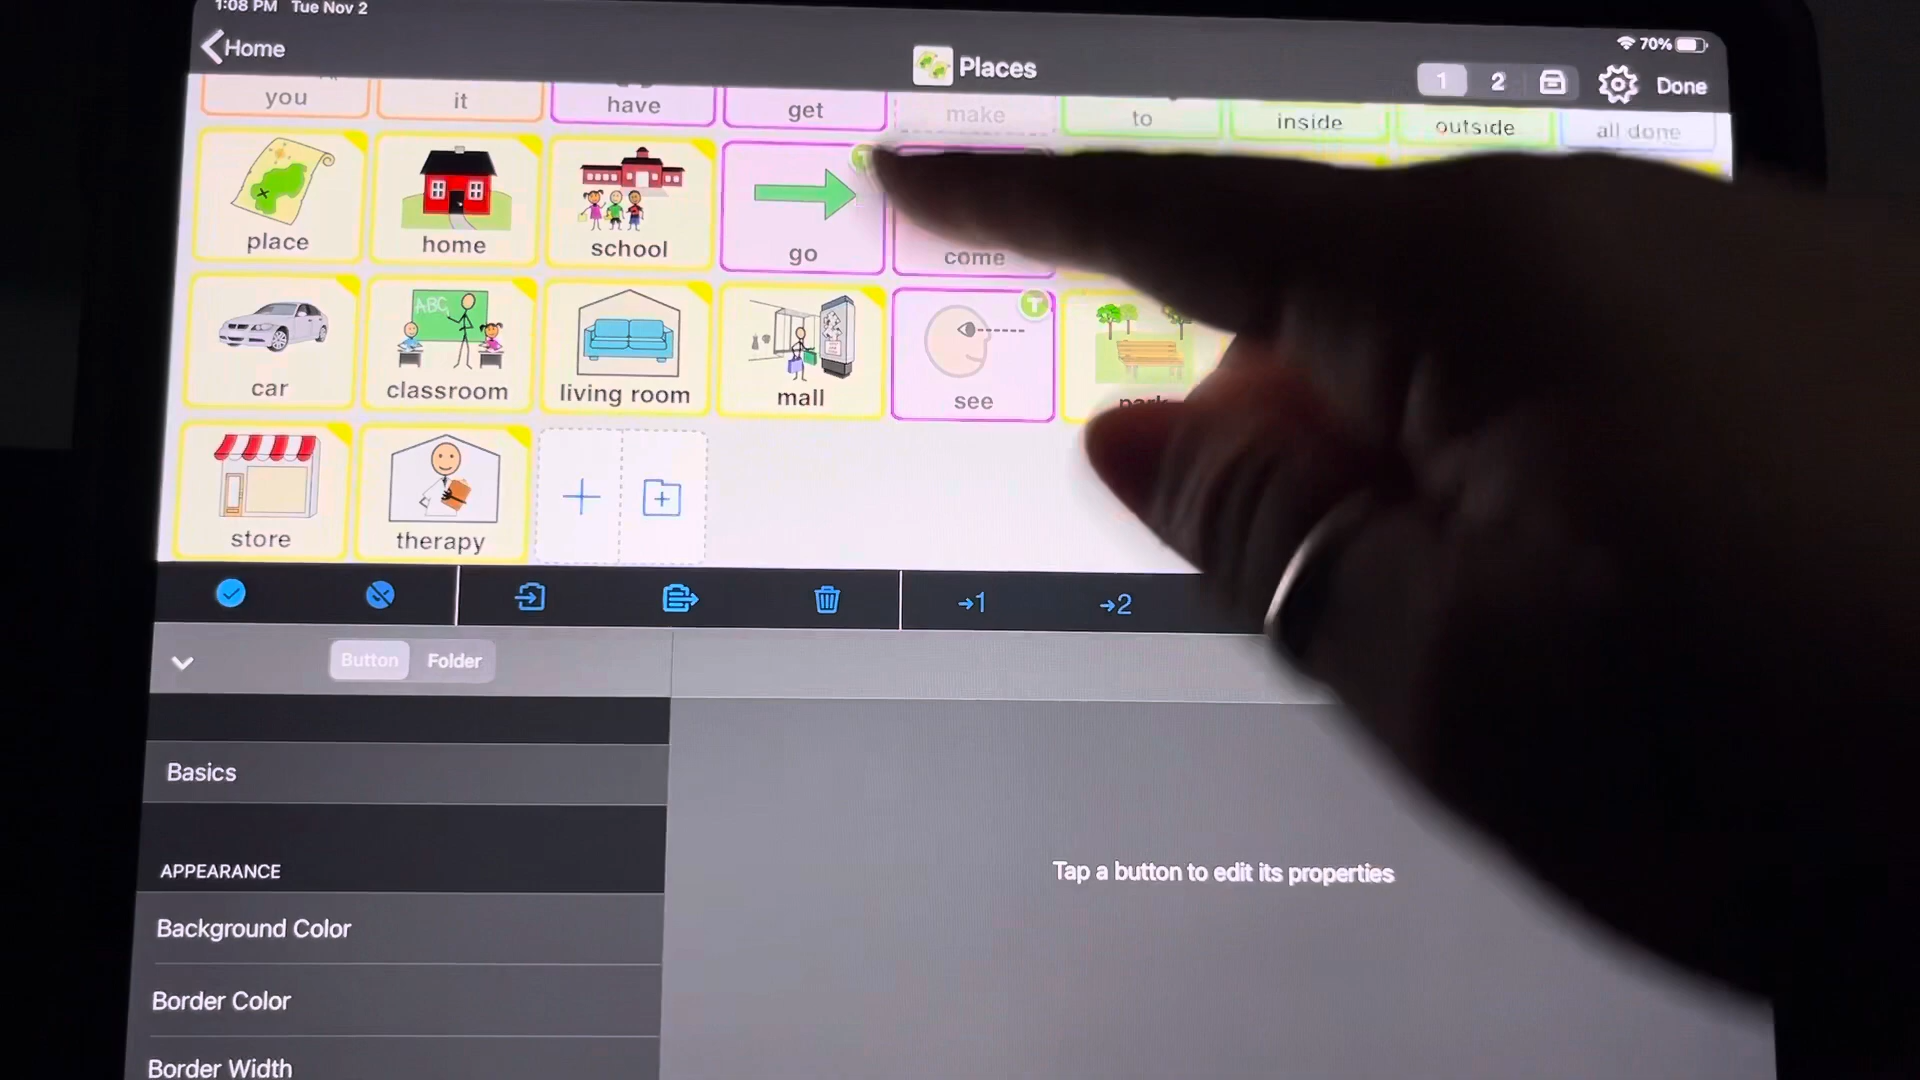 1:08 PM Tue Nov 2
Home
Places
70%
1 2
Done
you it have get make to inside outside all done
place home school go come
T
ABC
car classroom living room mall see park
store therapy
→1 →2
Button Folder
Basics
APPEARANCE
Background Color
Border Color
Border Width
Tap a button to edit its properties